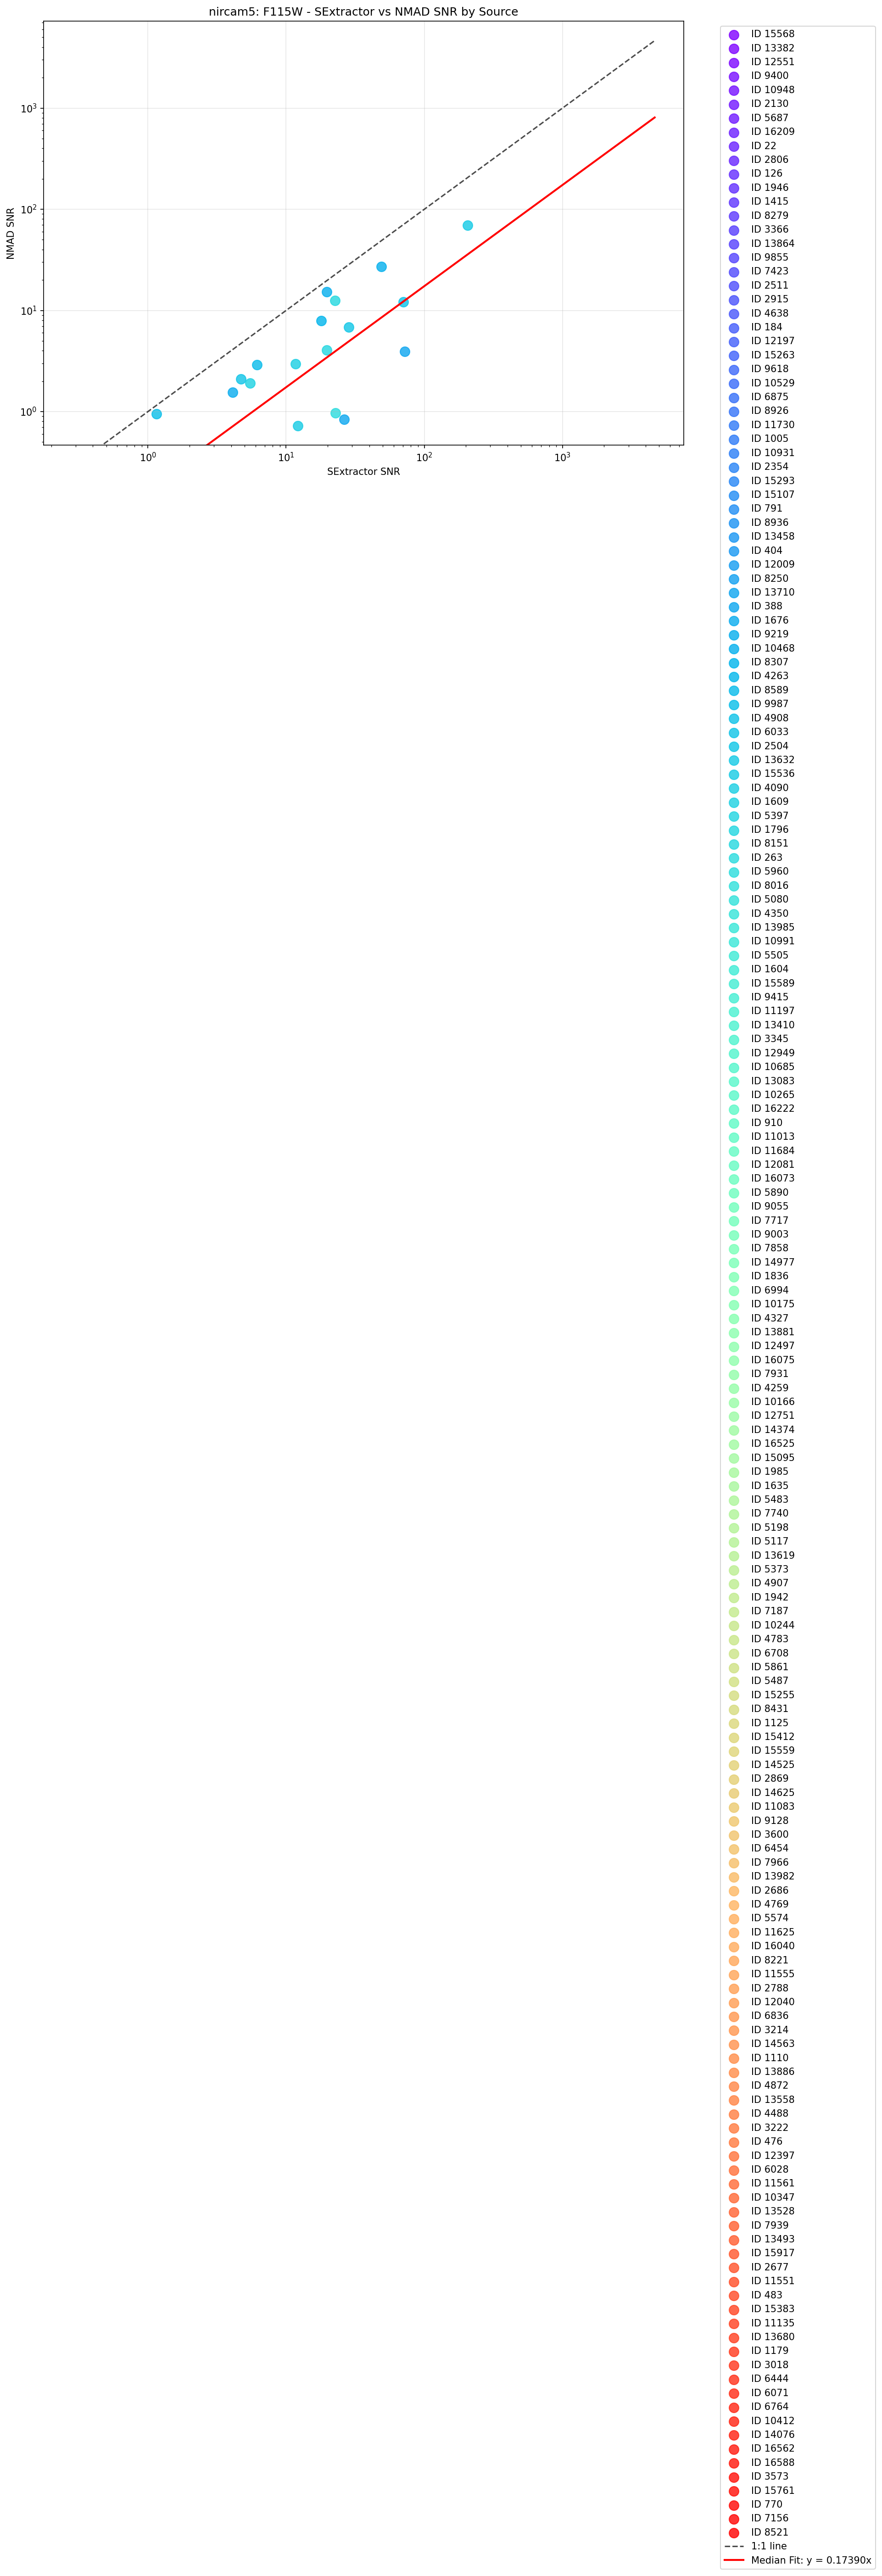 nircam5: F115W - SExtractor vs NMAD SNR by Source
NMAD SNR
10³
10²
10¹
10⁰
10⁰
10¹
10²
10³
SExtractor SNR
ID 15568
ID 13382
ID 12551
ID 9400
ID 10948
ID 2130
ID 5687
ID 16209
ID 22
ID 2806
ID 126
ID 1946
ID 1415
ID 8279
ID 3366
ID 13864
ID 9855
ID 7423
ID 2511
ID 2915
ID 4638
ID 184
ID 12197
ID 15263
ID 9618
ID 10529
ID 6875
ID 8926
ID 11730
ID 1005
ID 10931
ID 2354
ID 15293
ID 15107
ID 791
ID 8936
ID 13458
ID 404
ID 12009
ID 8250
ID 13710
ID 388
ID 1676
ID 9219
ID 10468
ID 8307
ID 4263
ID 8589
ID 9987
ID 4908
ID 6033
ID 2504
ID 13632
ID 15536
ID 4090
ID 1609
ID 5397
ID 1796
ID 8151
ID 263
ID 5960
ID 8016
ID 5080
ID 4350
ID 13985
ID 10991
ID 5505
ID 1604
ID 15589
ID 9415
ID 11197
ID 13410
ID 3345
ID 12949
ID 10685
ID 13083
ID 10265
ID 16222
ID 910
ID 11013
ID 11684
ID 12081
ID 16073
ID 5890
ID 9055
ID 7717
ID 9003
ID 7858
ID 14977
ID 1836
ID 6994
ID 10175
ID 4327
ID 13881
ID 12497
ID 16075
ID 7931
ID 4259
ID 10166
ID 12751
ID 14374
ID 16525
ID 15095
ID 1985
ID 1635
ID 5483
ID 7740
ID 5198
ID 5117
ID 13619
ID 5373
ID 4907
ID 1942
ID 7187
ID 10244
ID 4783
ID 6708
ID 5861
ID 5487
ID 15255
ID 8431
ID 1125
ID 15412
ID 15559
ID 14525
ID 2869
ID 14625
ID 11083
ID 9128
ID 3600
ID 6454
ID 7966
ID 13982
ID 2686
ID 4769
ID 5574
ID 11625
ID 16040
ID 8221
ID 11555
ID 2788
ID 12040
ID 6836
ID 3214
ID 14563
ID 1110
ID 13886
ID 4872
ID 13558
ID 4488
ID 3222
ID 476
ID 12397
ID 6028
ID 11561
ID 10347
ID 13528
ID 7939
ID 13493
ID 15917
ID 2677
ID 11551
ID 483
ID 15383
ID 11135
ID 13680
ID 1179
ID 3018
ID 6444
ID 6071
ID 6764
ID 10412
ID 14076
ID 16562
ID 16588
ID 3573
ID 15761
ID 770
ID 7156
ID 8521
1:1 line
Median Fit: y = 0.17390x